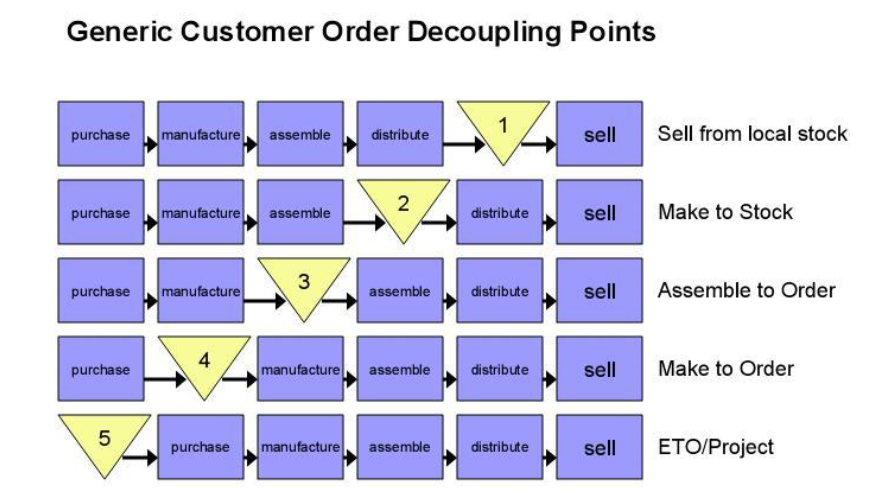 Generic Customer Order Decoupling Points
purchase manufacture assemble distribute 1 sell Sell from local stock
purchase manufacture assemble 2 distribute sell Make to Stock
purchase manufacture 3 assemble distribute sell Assemble to Order
purchase 4 manufacture assemble distribute sell Make to Order
5 purchase manufacture assemble distribute sell ETO/Project